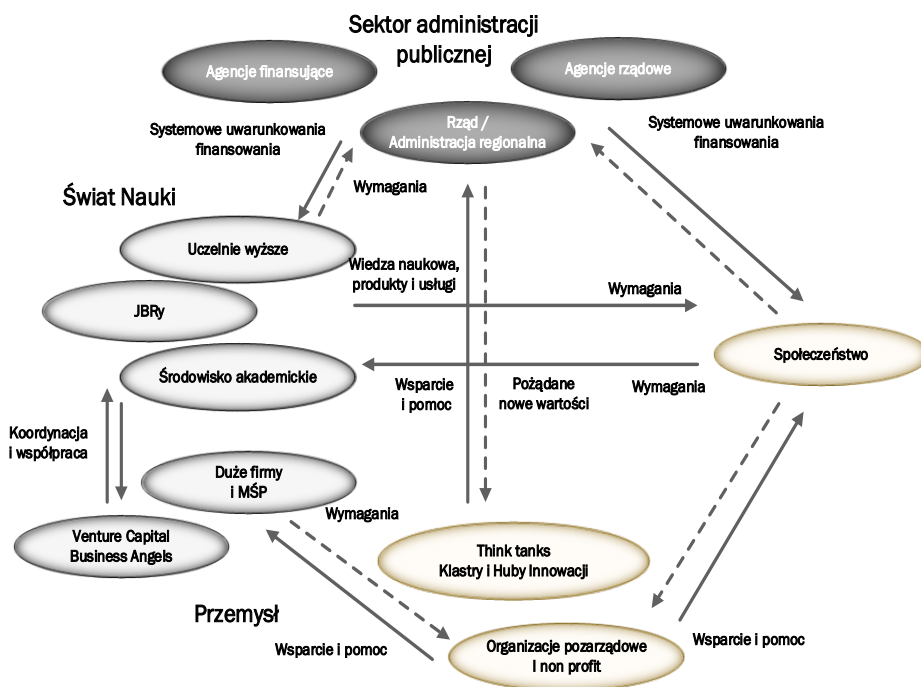 Sektor administracji
publicznej
Agencje finansujące
Agencje rządowe
Rząd /
Administracja regionalna
Systemowe uwarunkowania
finansowania
Systemowe uwarunkowania
finansowania
Wymagania
Świat Nauki
Uczelnie wyższe
Wiedza naukowa,
produkty i usługi
Wymagania
JBRy
Społeczeństwo
Środowisko akademickie
Wsparcie
i pomoc
Pożądane
nowe wartości
Wymagania
Koordynacja
i współpraca
Duże firmy
i MŚP
Wymagania
Venture Capital
Business Angels
Think tanks
Klastry i Huby Innowacji
Przemysł
Wsparcie i pomoc
Organizacje pozarządowe
I non profit
Wsparcie i pomoc